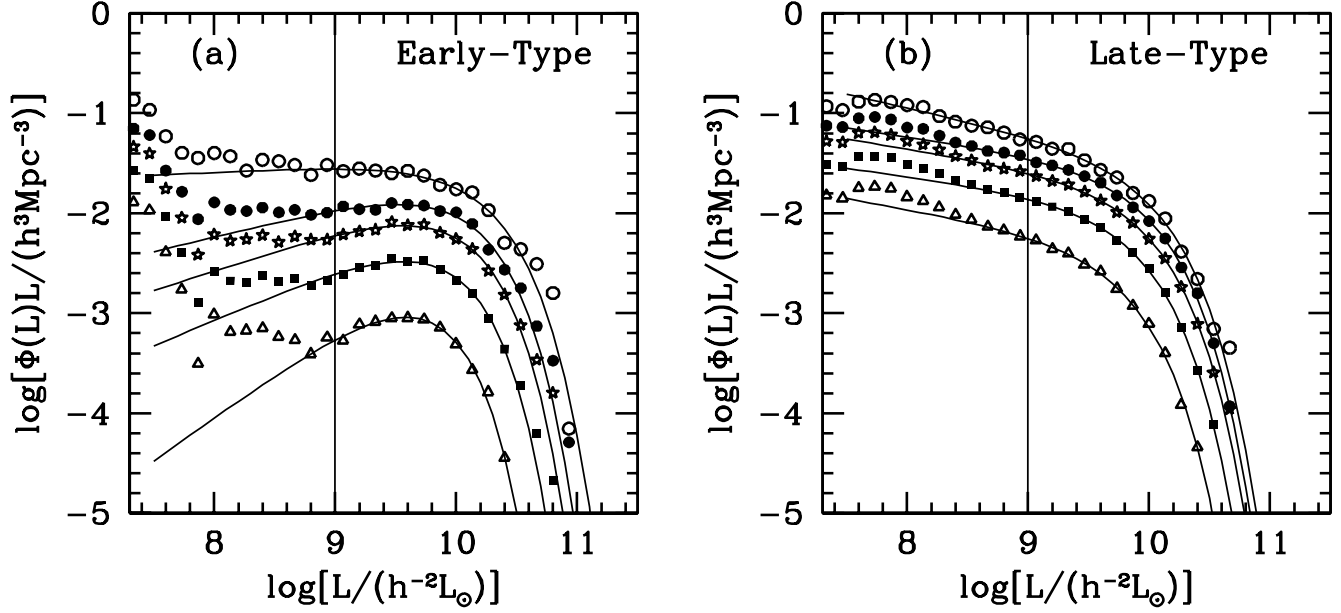 (a) Early−Type
0
−1
−2
−3
−4
−5
8 9 10 11
log[L/(h⁻²L☉)]
log[Φ(L)L/(h³Mpc⁻³)]
(b) Late−Type
0
−1
−2
−3
−4
−5
8 9 10 11
log[L/(h⁻²L☉)]
log[Φ(L)L/(h³Mpc⁻³)]